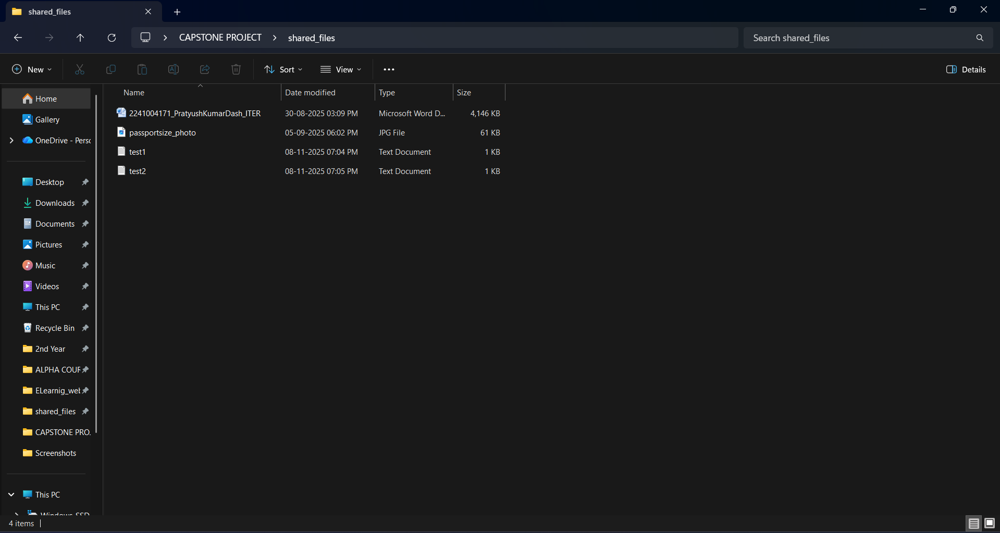 shared_files
CAPSTONE PROJECT > shared_files
Search shared_files
New
Sort
View
Details
Name Date modified Type Size
2241004171_PratyushKumarDash_ITER 30-08-2025 03:09 PM Microsoft Word D... 4,146 KB
passportsize_photo 05-09-2025 06:02 PM JPG File 61 KB
test1 08-11-2025 07:04 PM Text Document 1 KB
test2 08-11-2025 07:05 PM Text Document 1 KB
Home
Gallery
OneDrive - Persc
Desktop
Downloads
Documents
Pictures
Music
Videos
This PC
Recycle Bin
2nd Year
ALPHA COUF
ELearnig_wel
shared_files
CAPSTONE PRO.
Screenshots
This PC
Windows-SSD
4 items